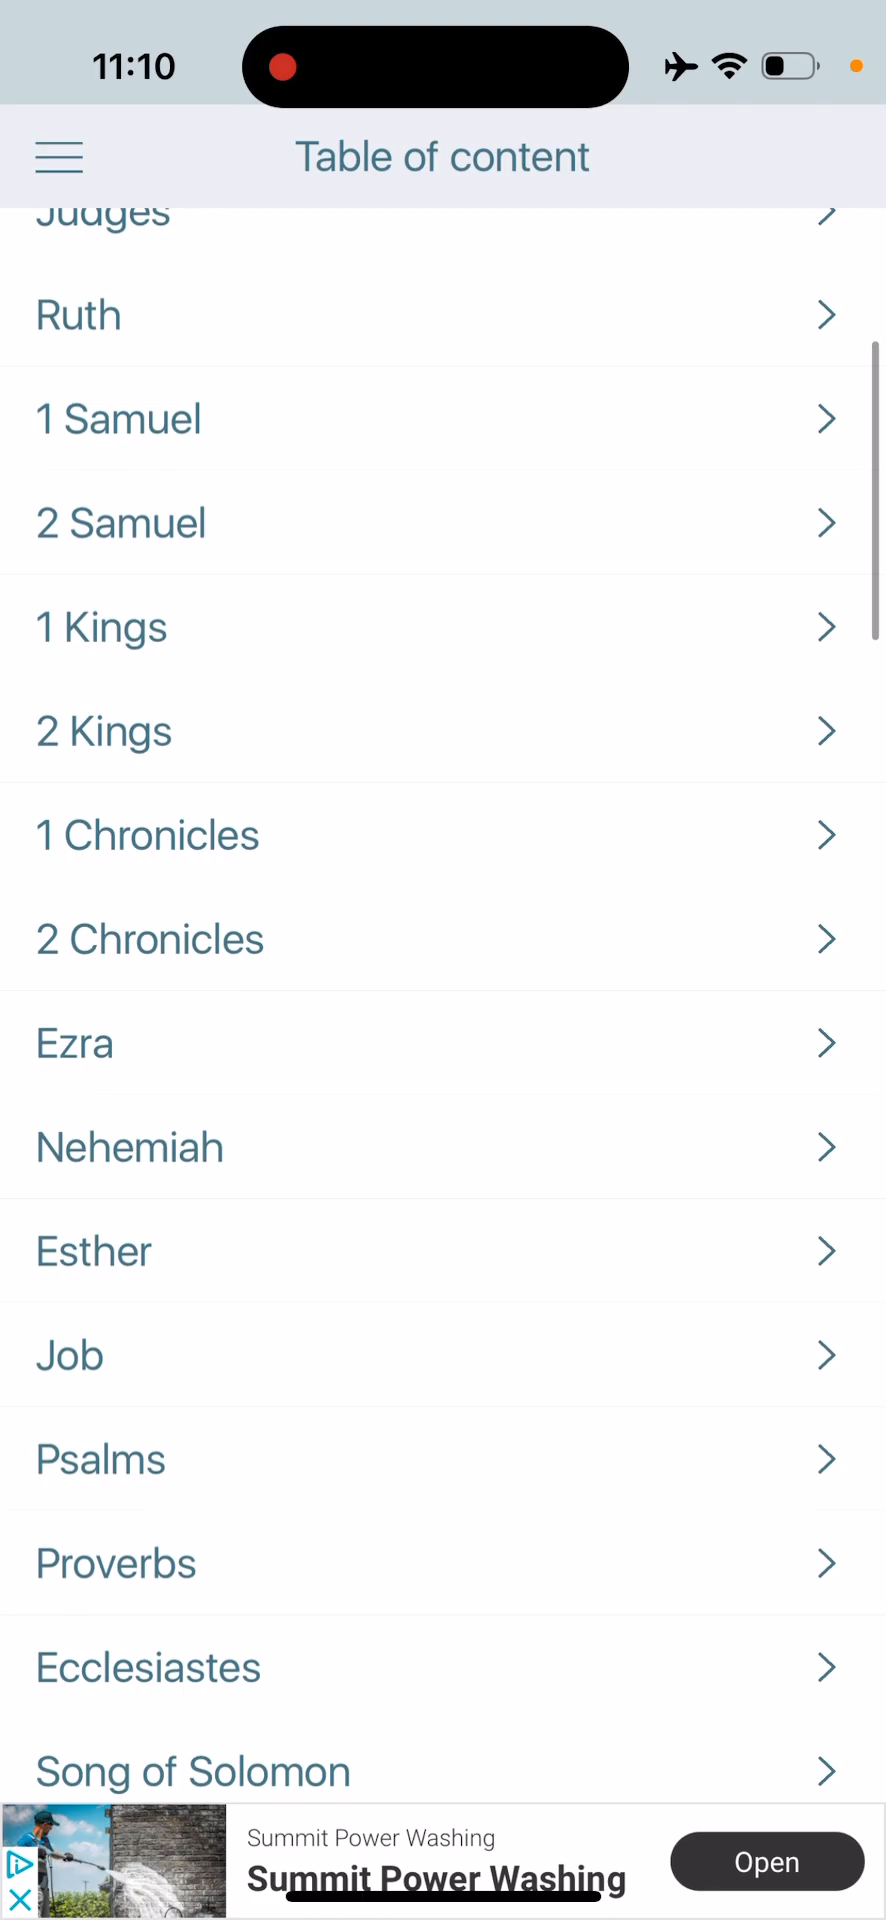 11:10
Table of content
Judges
Ruth
1 Samuel
2 Samuel
1 Kings
2 Kings
1 Chronicles
2 Chronicles
Ezra
Nehemiah
Esther
Job
Psalms
Proverbs
Ecclesiastes
Song of Solomon
Summit Power Washing
Summit Power Washing
Open